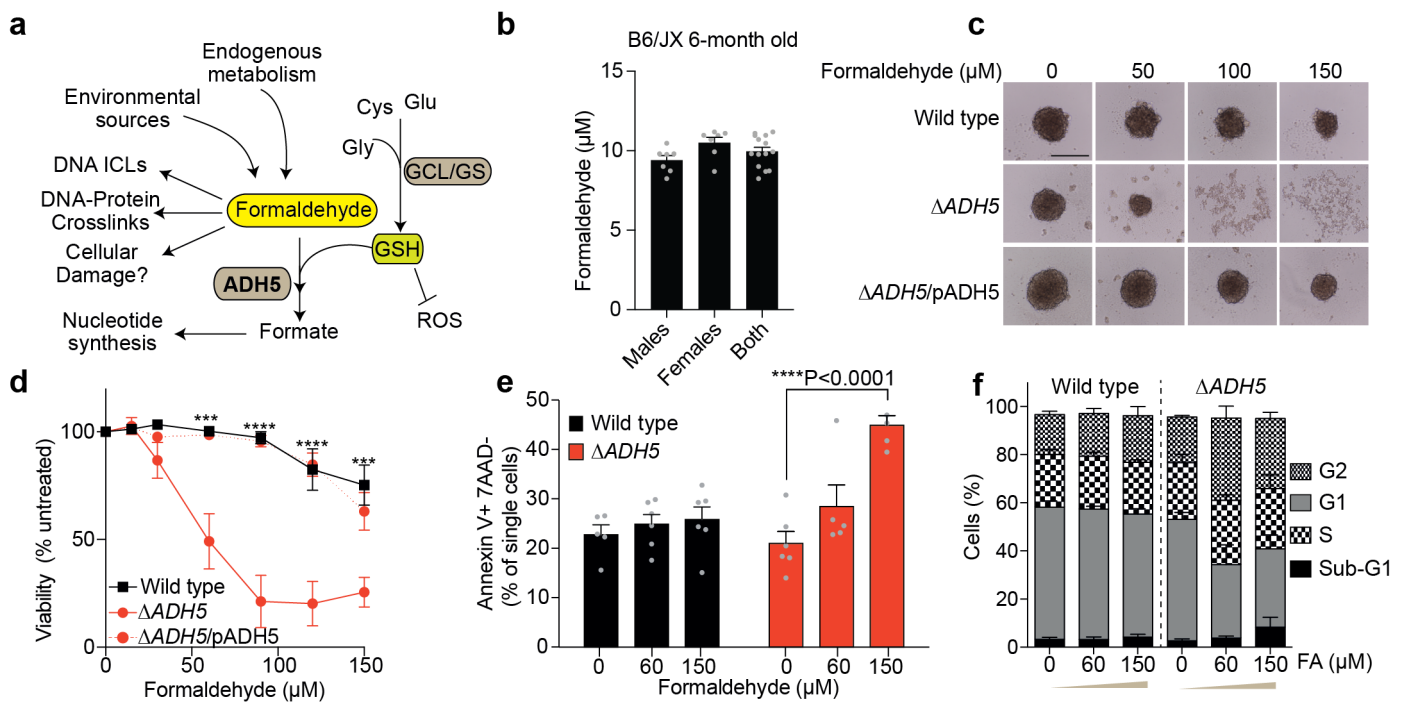 a
Endogenous
metabolism
Environmental
sources
Cys
Glu
Gly
GCL/GS
DNA ICLs
DNA-Protein
Crosslinks
Cellular
Damage?
Formaldehyde
GSH
ADH5
ROS
Nucleotide
synthesis
Formate
b
B6/JX 6-month old
Formaldehyde (µM)
15
10
5
0
Males
Females
Both
c
Formaldehyde (µM)
0
50
100
150
Wild type
ΔADH5
ΔADH5/pADH5
d
Viability (% untreated)
100
50
0
***
****
****
***
Wild type
ΔADH5
ΔADH5/pADH5
0
50
100
150
Formaldehyde (µM)
e
****P<0.0001
Annexin V+ 7AAD-
(% of single cells)
50
40
30
20
10
0
Wild type
ΔADH5
0
60
150
0
60
150
Formaldehyde (µM)
f
Wild type
ΔADH5
Cells (%)
100
80
60
40
20
0
G2
G1
S
Sub-G1
0
60
150
0
60
150
FA (µM)